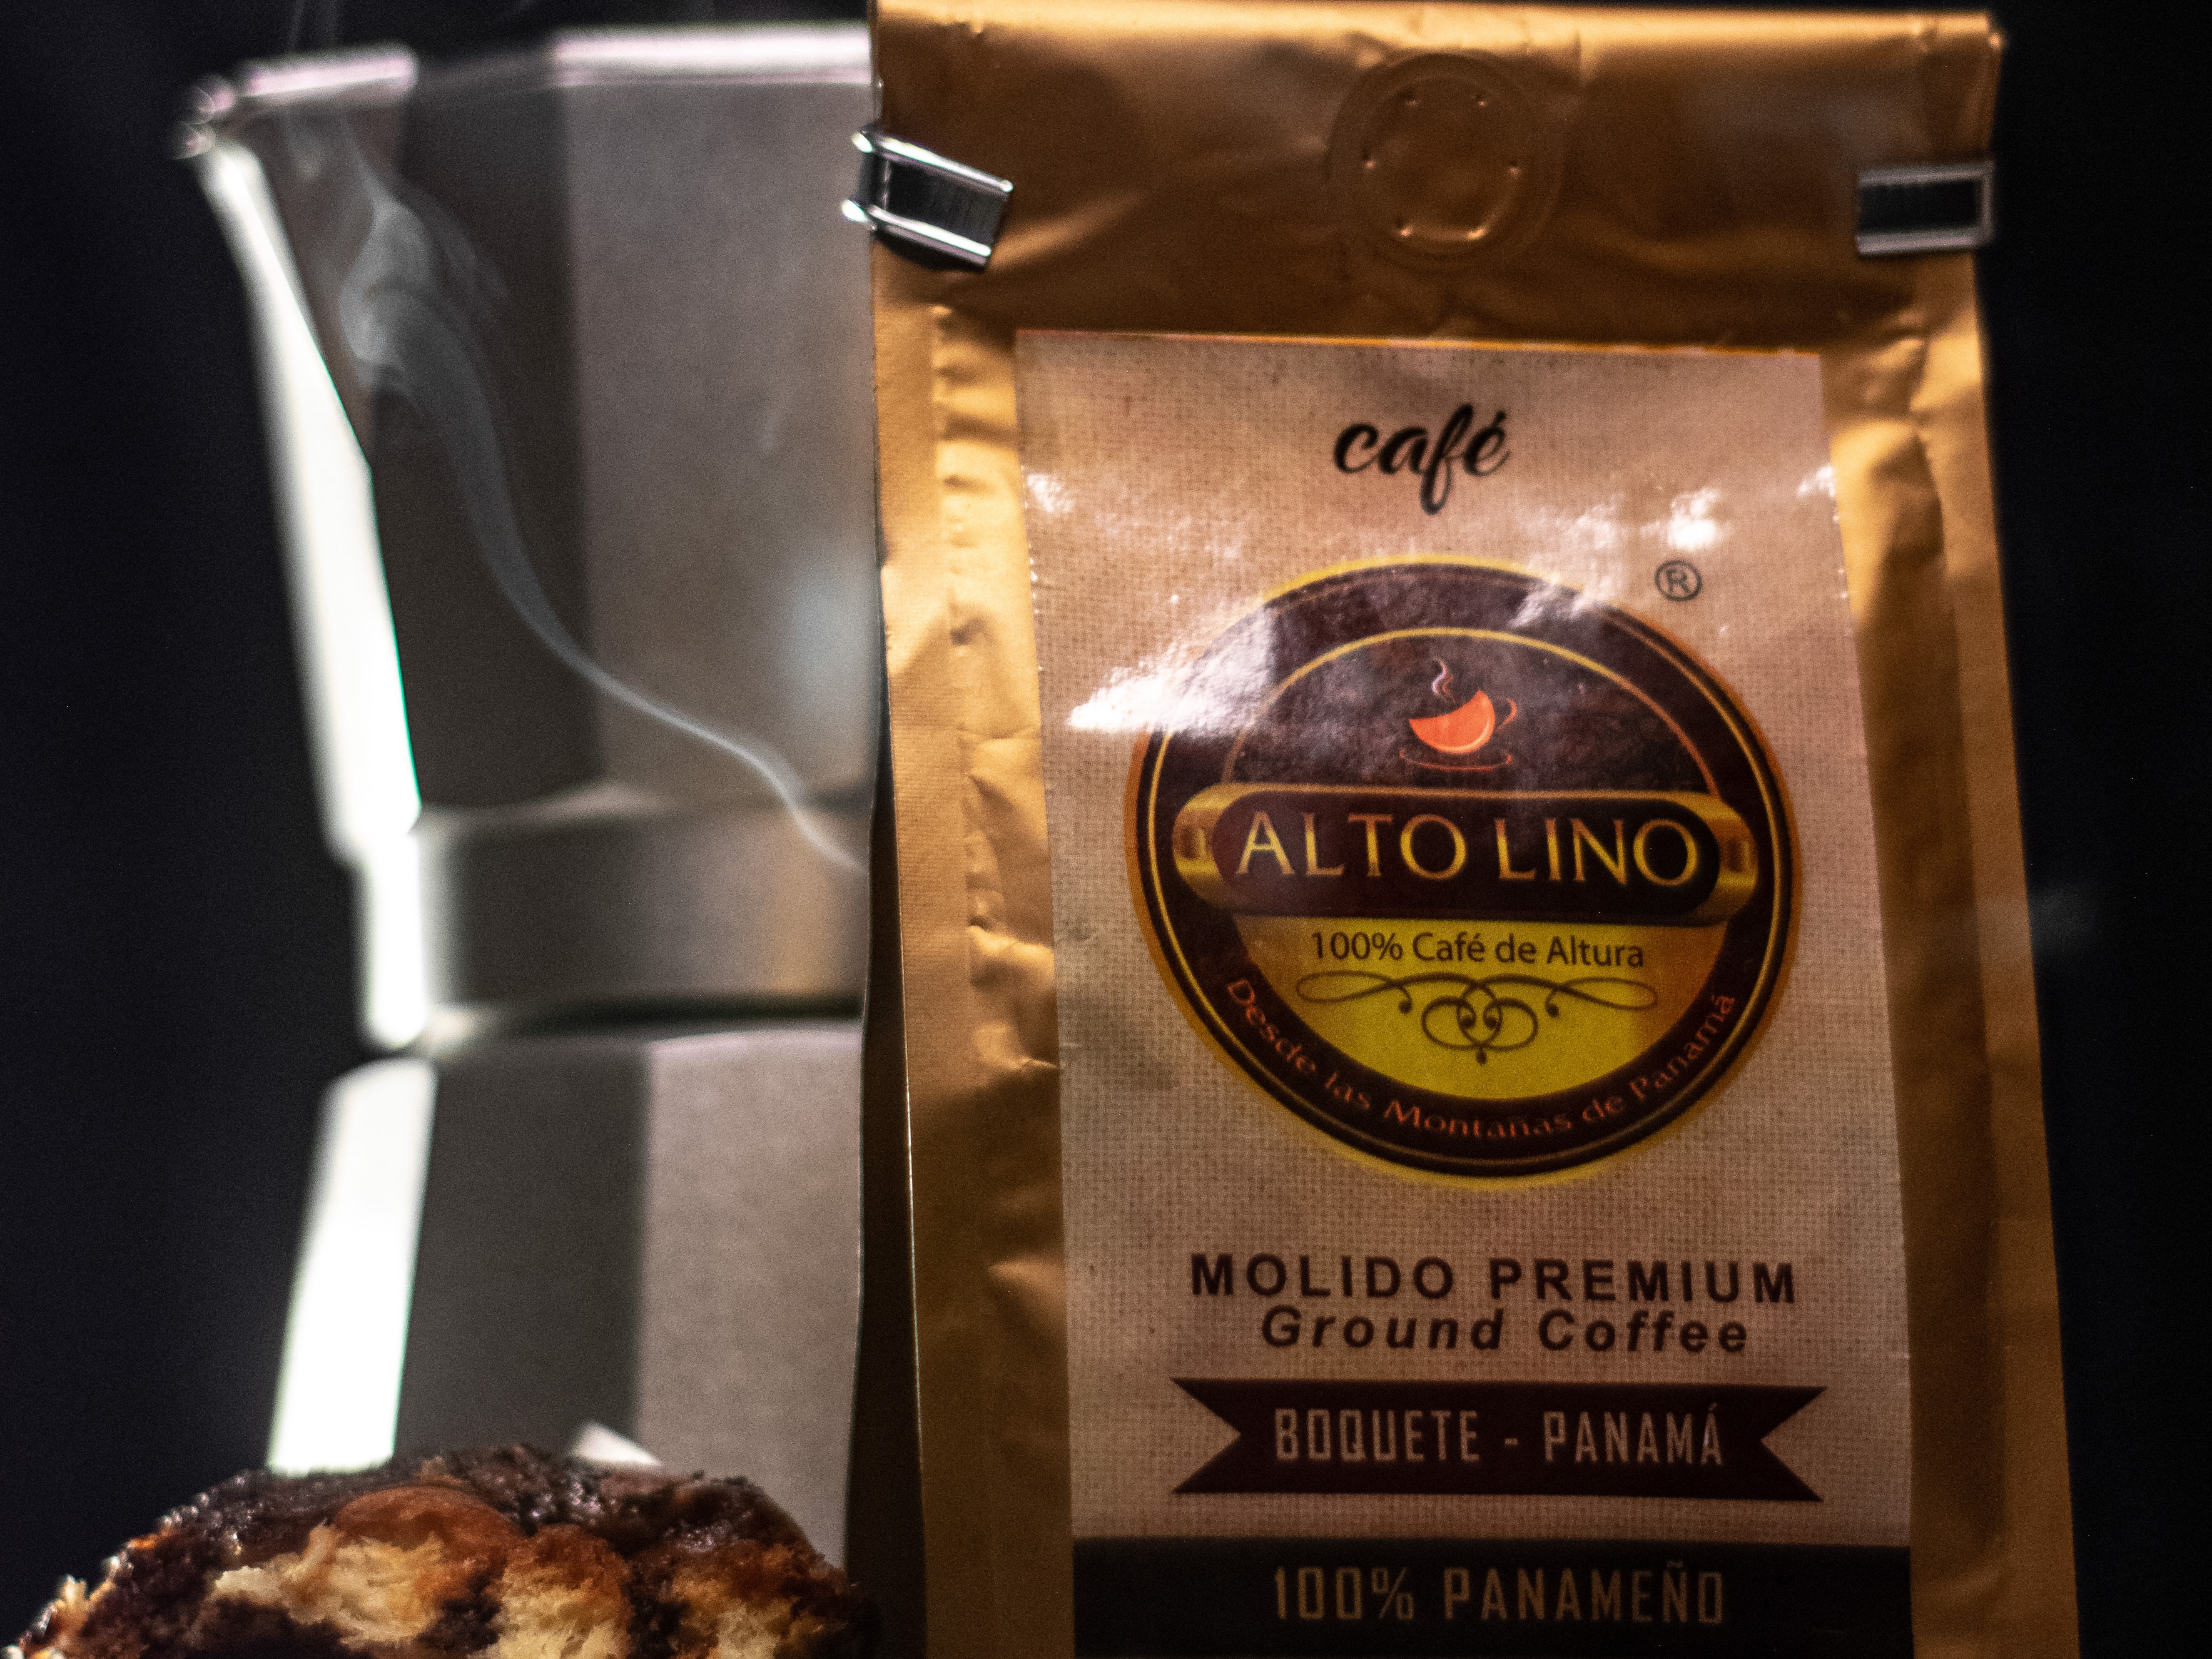 café
®
ALTO LINO
100% Café de Altura
Desde las Montañas de Panamá
MOLIDO PREMIUM
Ground Coffee
BOQUETE - PANAMÁ
100% PANAMEÑO